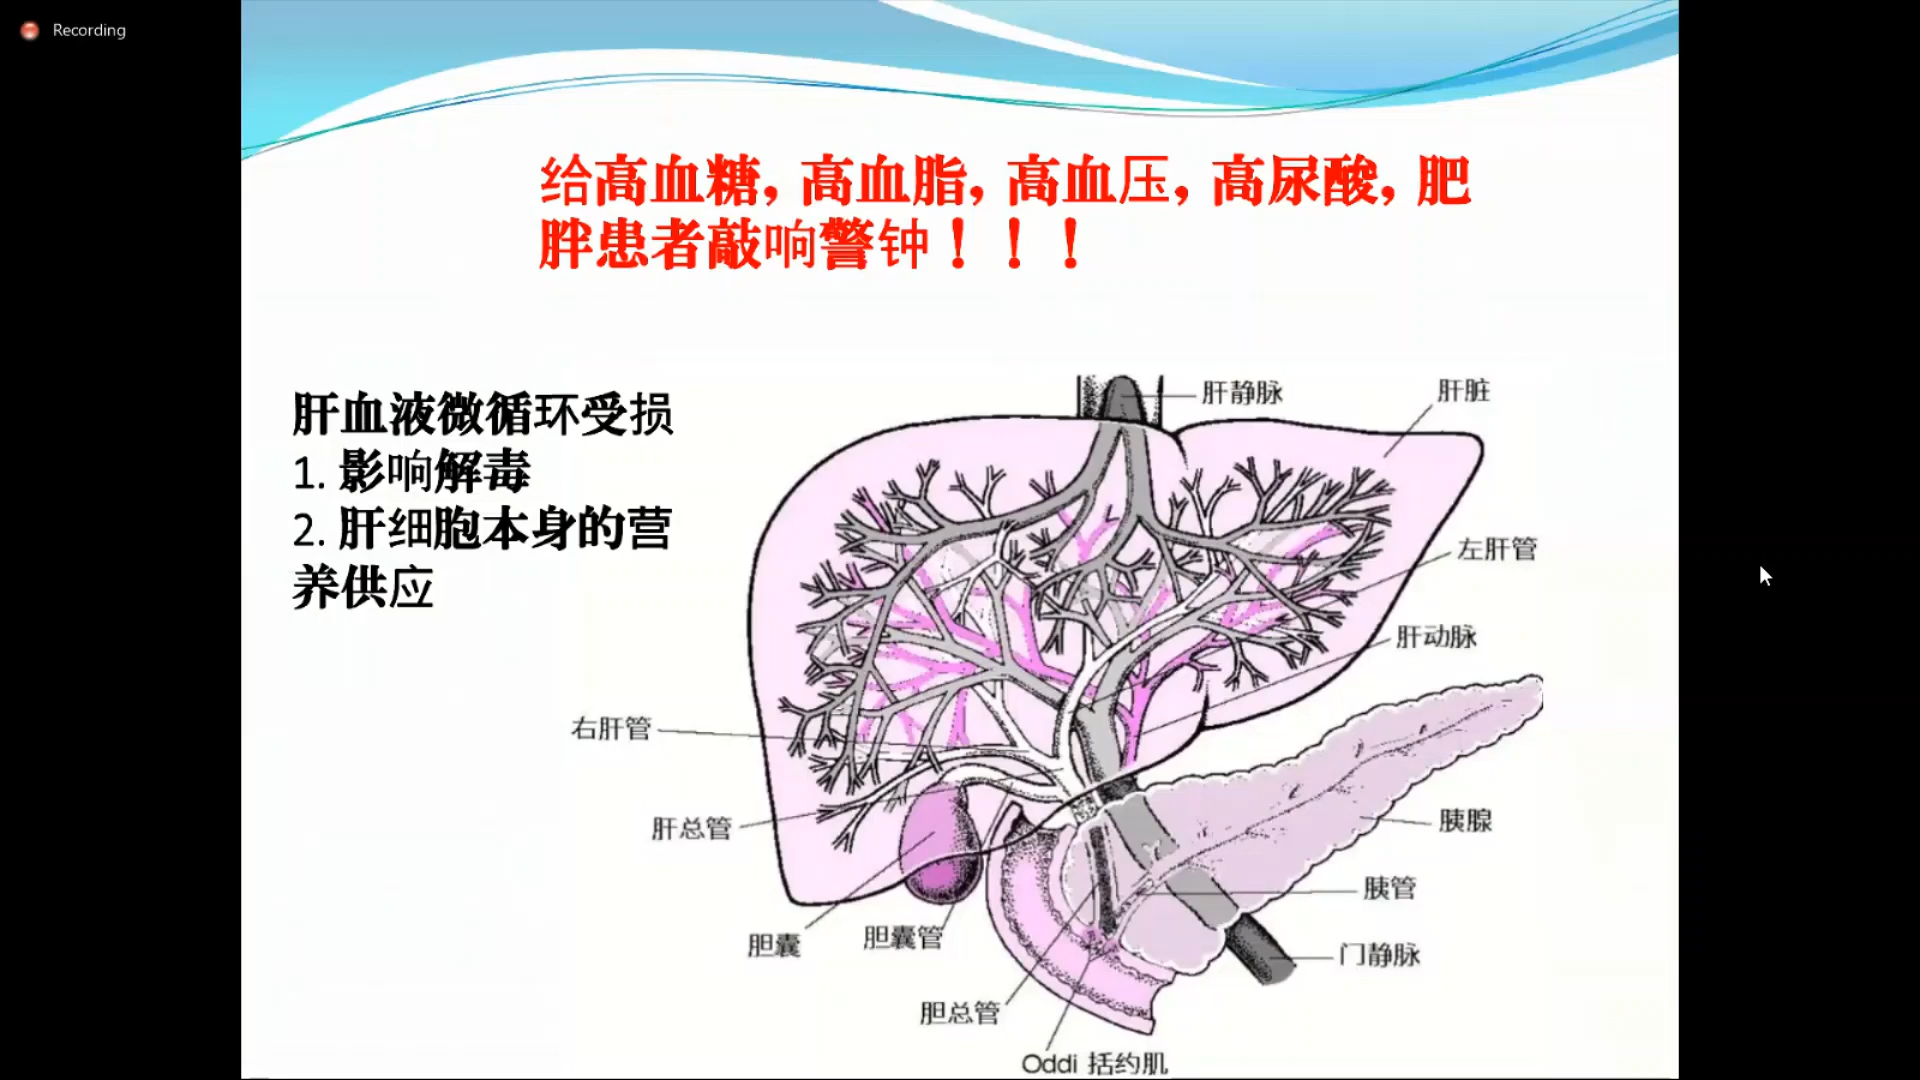 Recording
给高血糖, 高血脂, 高血压, 高尿酸, 肥
胖患者敲响警钟！！！
肝血液微循环受损
1. 影响解毒
2. 肝细胞本身的营
养供应
肝静脉
肝脏
左肝管
肝动脉
右肝管
肝总管
胰腺
胰管
胆囊
胆囊管
门静脉
胆总管
Oddi 括约肌